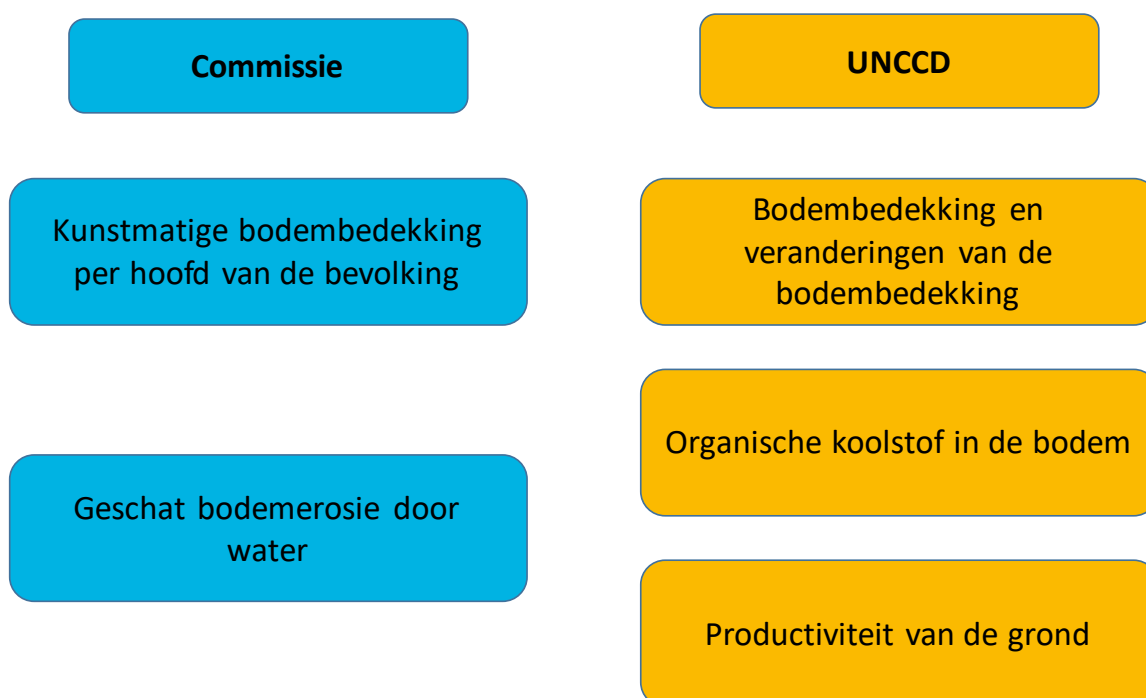 Commissie
UNCCD
Kunstmatige bodembedekking
per hoofd van de bevolking
Bodembedekking en
veranderingen van de
bodembedekking
Organische koolstof in de bodem
Geschat bodemerosie door
water
Productiviteit van de grond